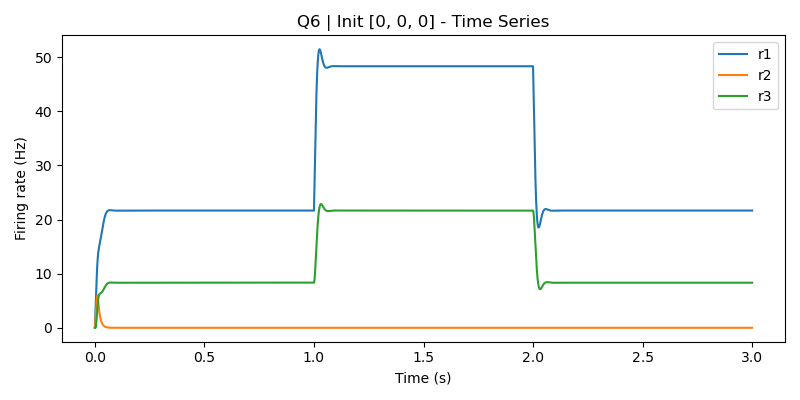 Q6 | Init [0, 0, 0] - Time Series
Firing rate (Hz)
50
40
30
20
10
0
r1
r2
r3
0.0 0.5 1.0 1.5 2.0 2.5 3.0
Time (s)